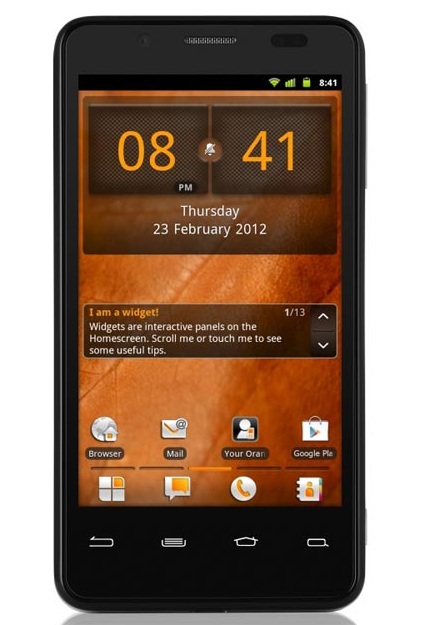 8:41
08 41
PM
Thursday
23 February 2012
I am a widget! 1/13
Widgets are interactive panels on the
Homescreen. Scroll me or touch me to see
some useful tips.
Browser Mail Your Oran Google Pla